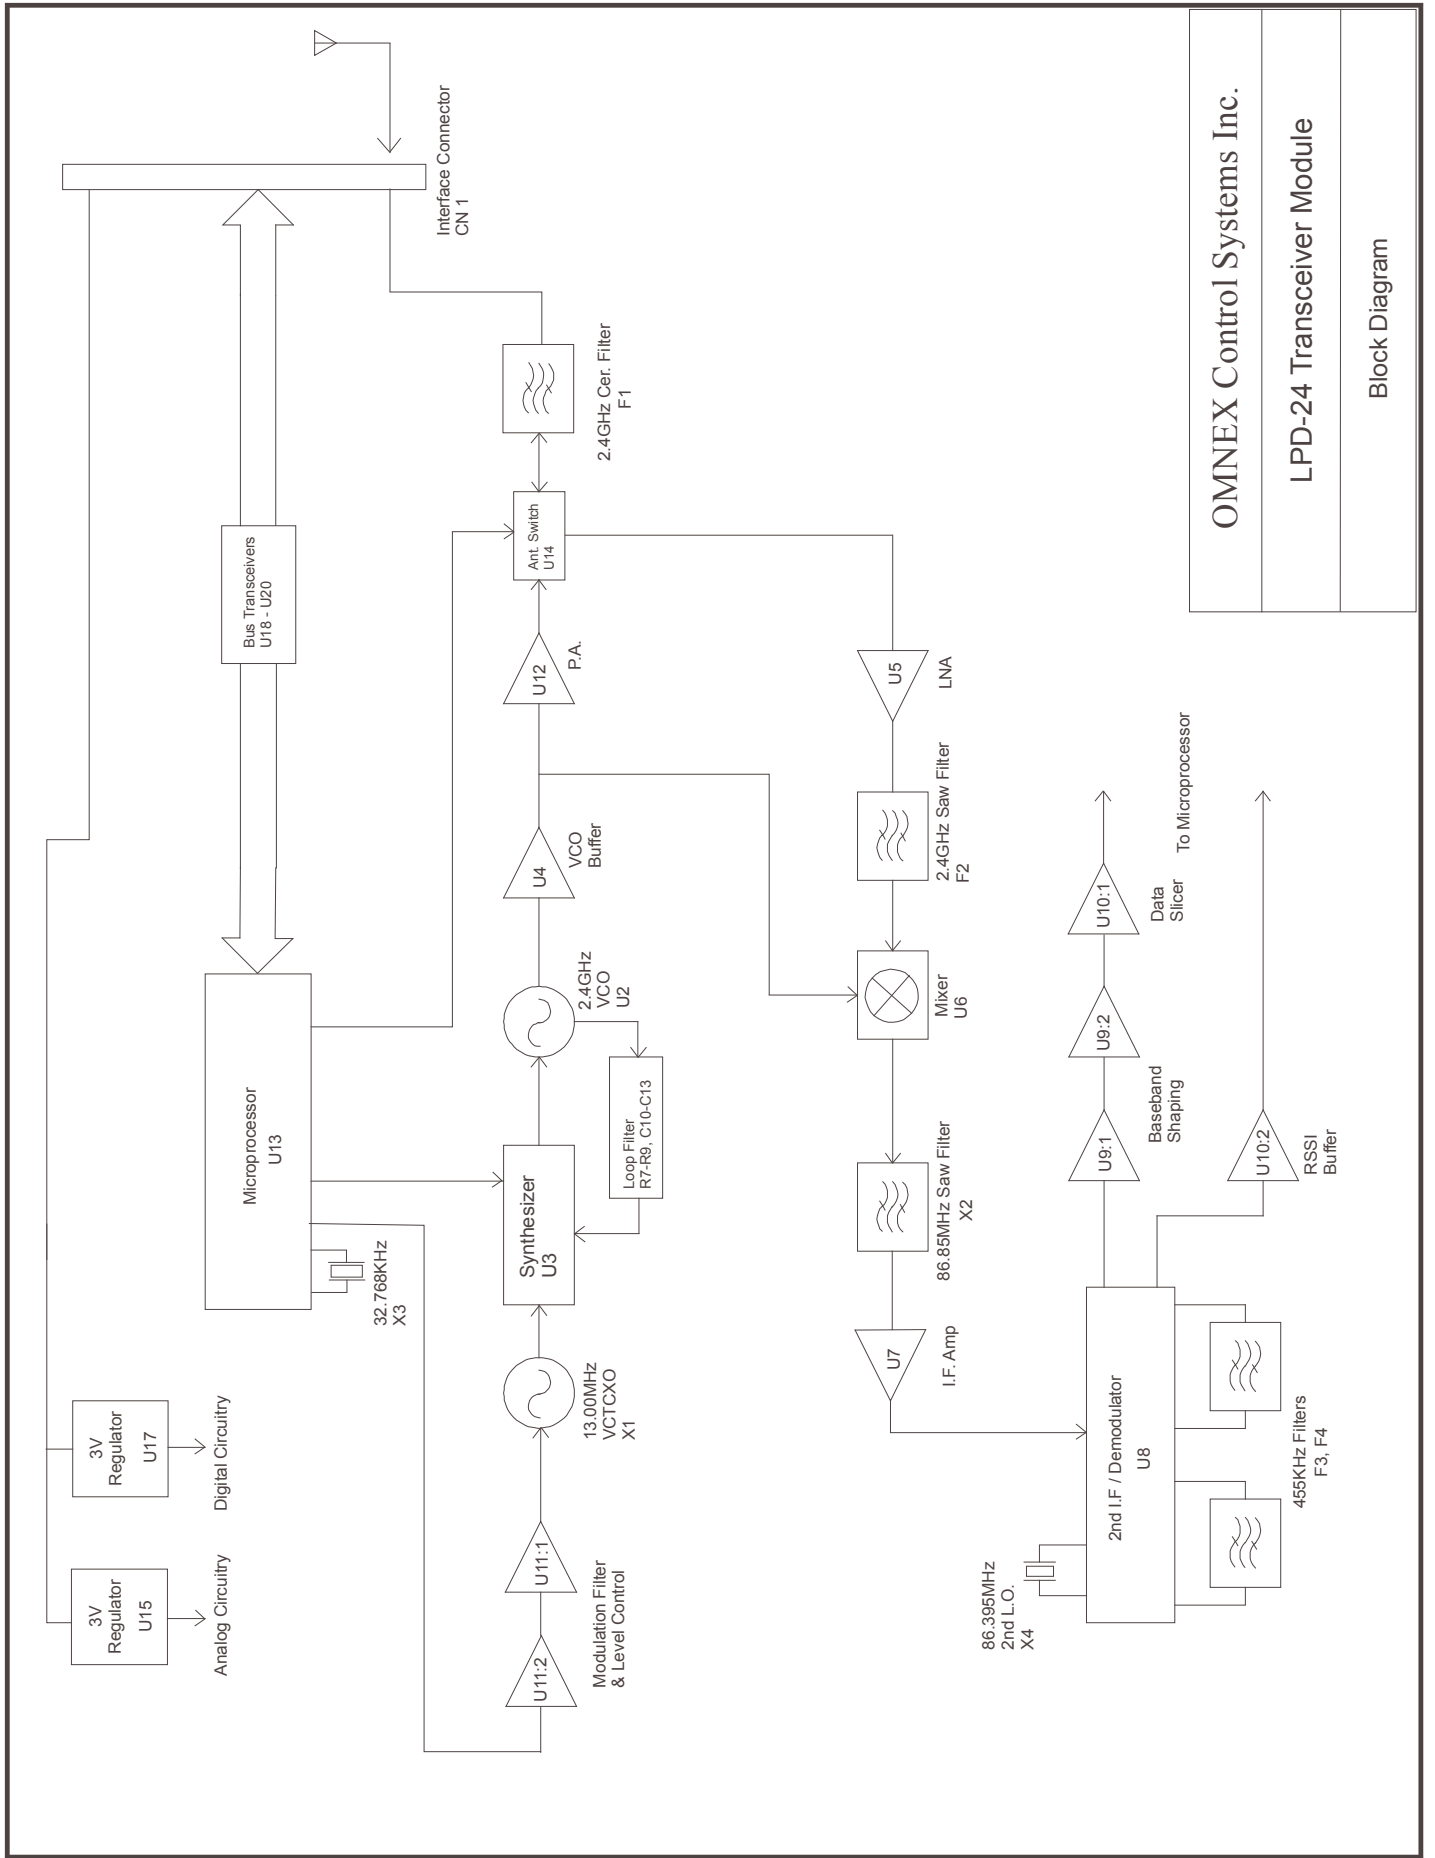 3V
Regulator
U15
Analog Circuitry
3V
Regulator
U17
Digital Circuitry
Microprocessor
U13
32.768KHz
X3
Bus Transceivers
U18 - U20
Interface Connector
CN 1
U11:2
U11:1
Modulation Filter
& Level Control
13.00MHz
VCTCXO
X1
Synthesizer
U3
Loop Filter
R7-R9, C10-C13
2.4GHz
VCO
U2
U4
VCO
Buffer
U12
P.A.
Ant. Switch
U14
2.4GHz Cer. Filter
F1
U5
LNA
2.4GHz Saw Filter
F2
Mixer
U6
86.85MHz Saw Filter
X2
U7
I.F. Amp
86.395MHz
2nd L.O.
X4
2nd I.F / Demodulator
U8
455KHz Filters
F3, F4
U9:1
U9:2
Baseband
Shaping
U10:1
Data
Slicer
To Microprocessor
U10:2
RSSI
Buffer
OMNEX Control Systems Inc.
LPD-24 Transceiver Module
Block Diagram